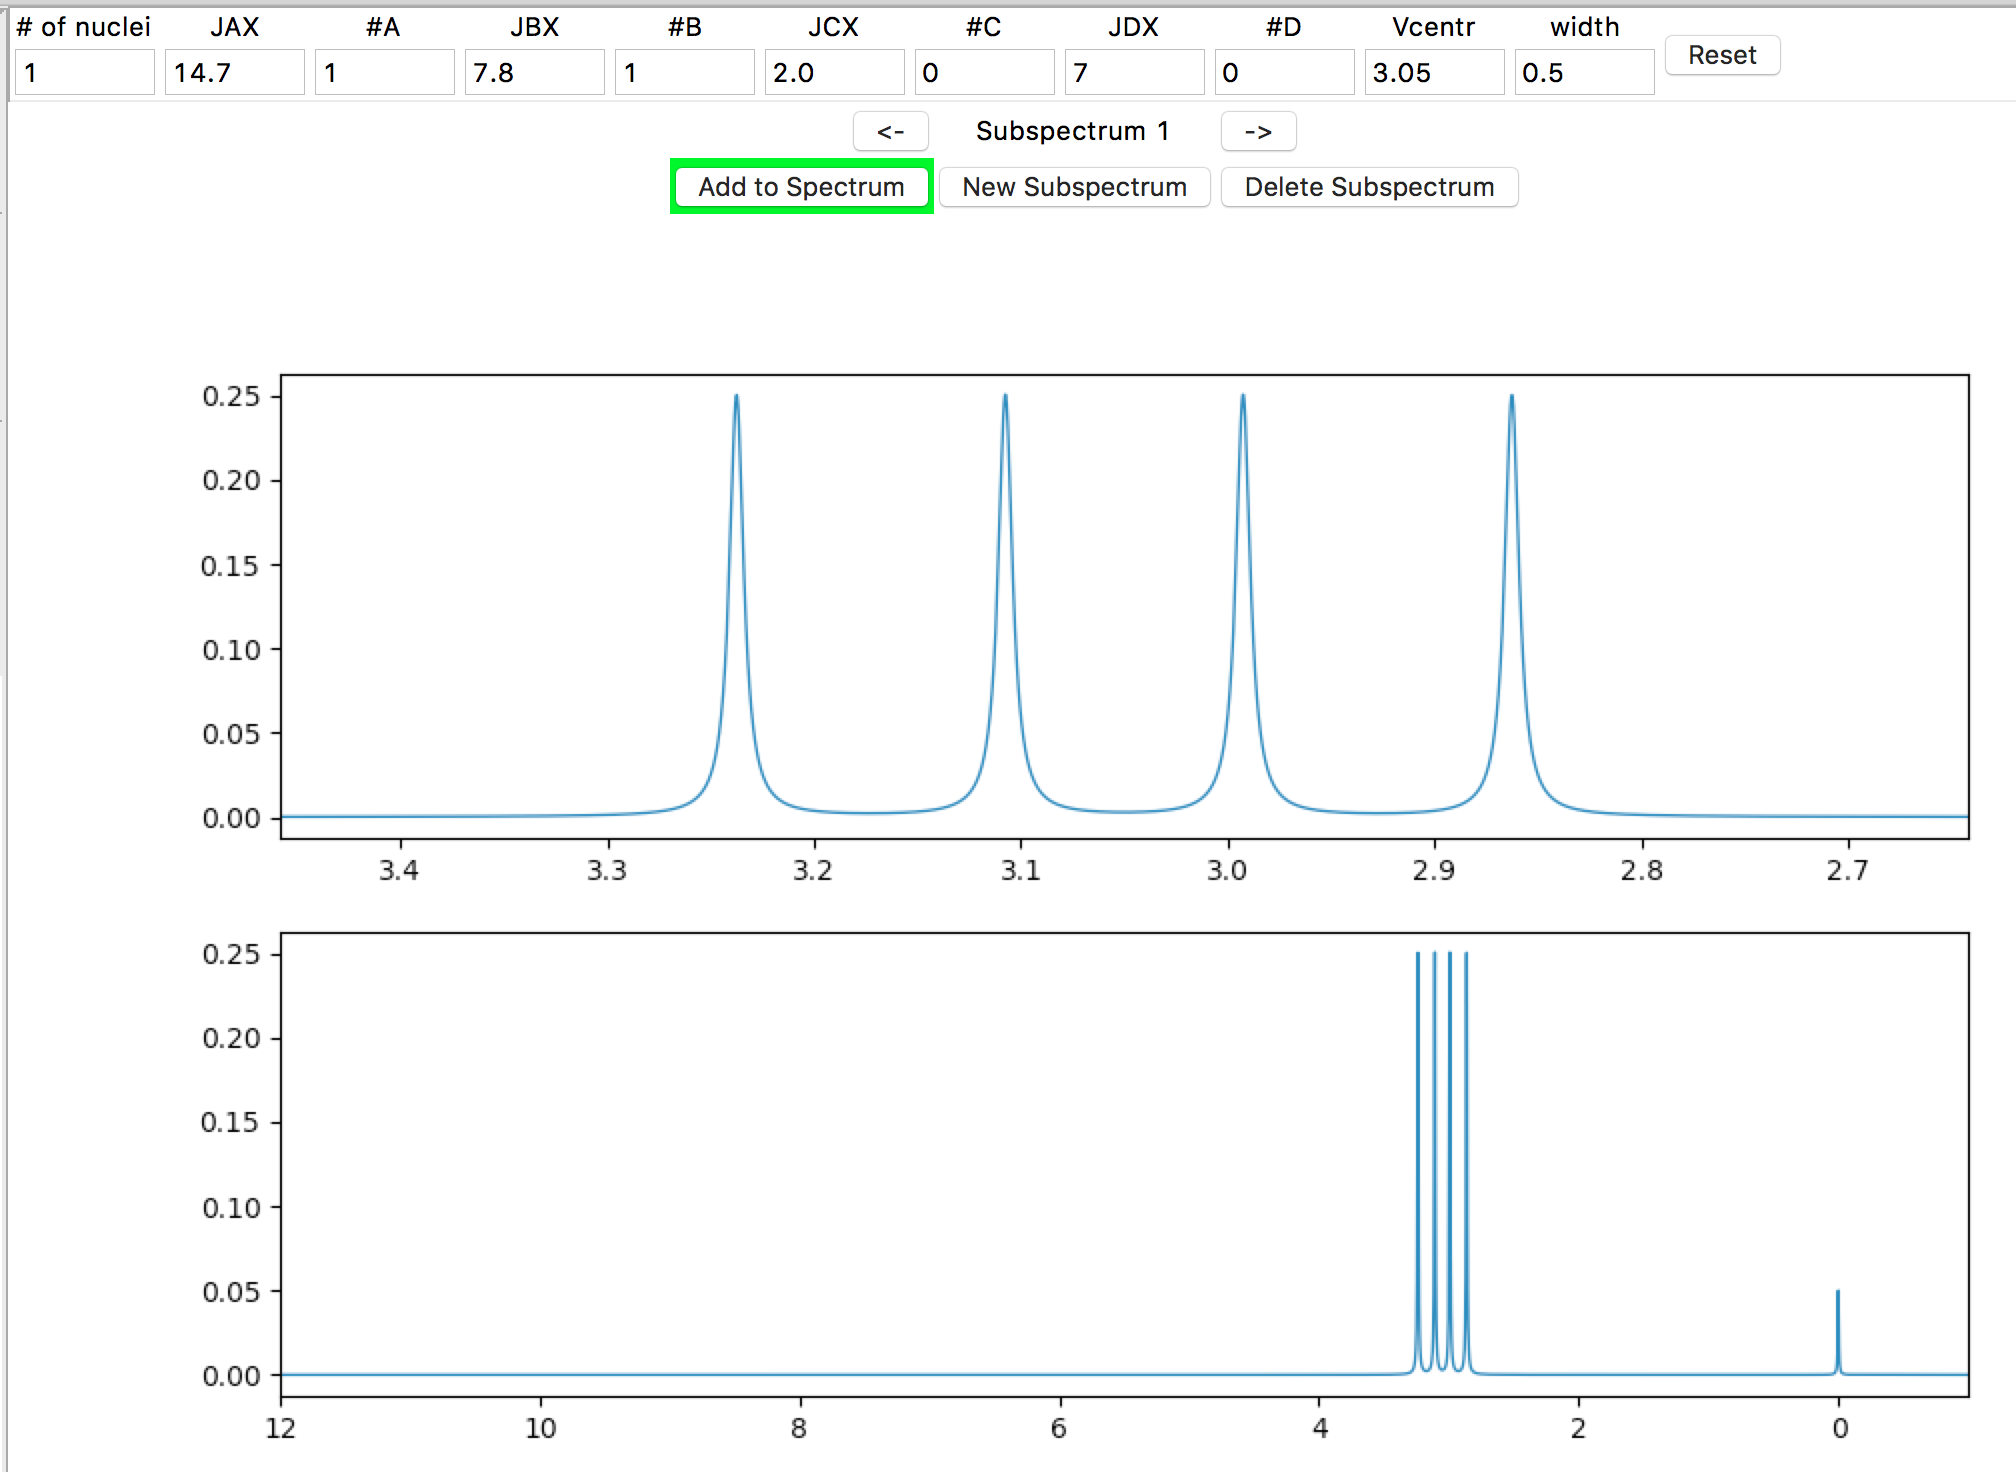 # of nuclei JAX #A JBX #B JCX #C JDX #D Vcentr width
1 14.7 1 7.8 1 2.0 0 7 0 3.05 0.5 Reset
<- Subspectrum 1 ->
Add to Spectrum New Subspectrum Delete Subspectrum
0.25
0.20
0.15
0.10
0.05
0.00
3.4 3.3 3.2 3.1 3.0 2.9 2.8 2.7
0.25
0.20
0.15
0.10
0.05
0.00
12 10 8 6 4 2 0